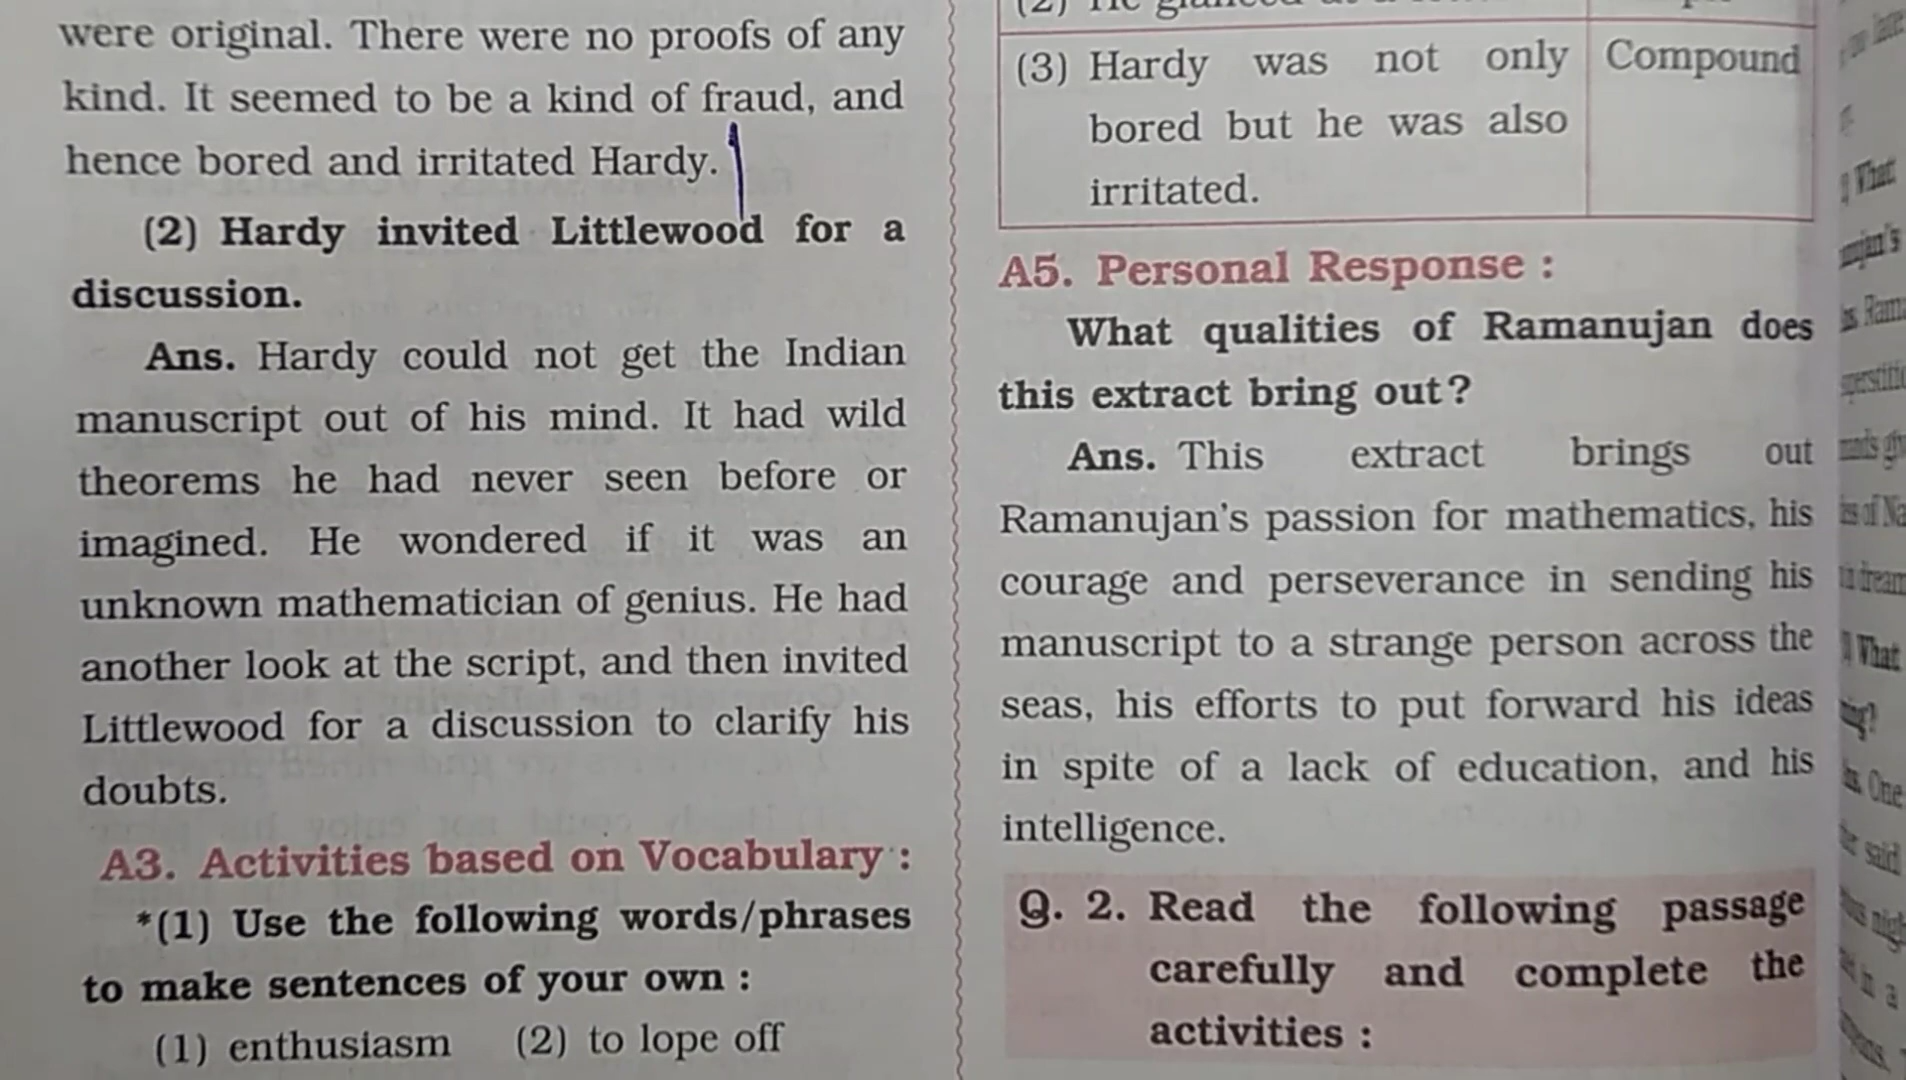 were original. There were no proofs of any
kind. It seemed to be a kind of fraud, and
hence bored and irritated Hardy.
(2) Hardy invited Littlewood for a
discussion.
Ans. Hardy could not get the Indian
manuscript out of his mind. It had wild
theorems he had never seen before or
imagined. He wondered if it was an
unknown mathematician of genius. He had
another look at the script, and then invited
Littlewood for a discussion to clarify his
doubts.
A3. Activities based on Vocabulary :
*(1) Use the following words/phrases
to make sentences of your own :
(1) enthusiasm (2) to lope off
(2) He glanced at a
(3) Hardy was not only Compound
bored but he was also
irritated.
A5. Personal Response :
What qualities of Ramanujan does
this extract bring out?
Ans. This extract brings out
Ramanujan's passion for mathematics, his
courage and perseverance in sending his
manuscript to a strange person across the
seas, his efforts to put forward his ideas
in spite of a lack of education, and his
intelligence.
Q. 2. Read the following passage
carefully and complete the
activities :
What
What
One
said
in a